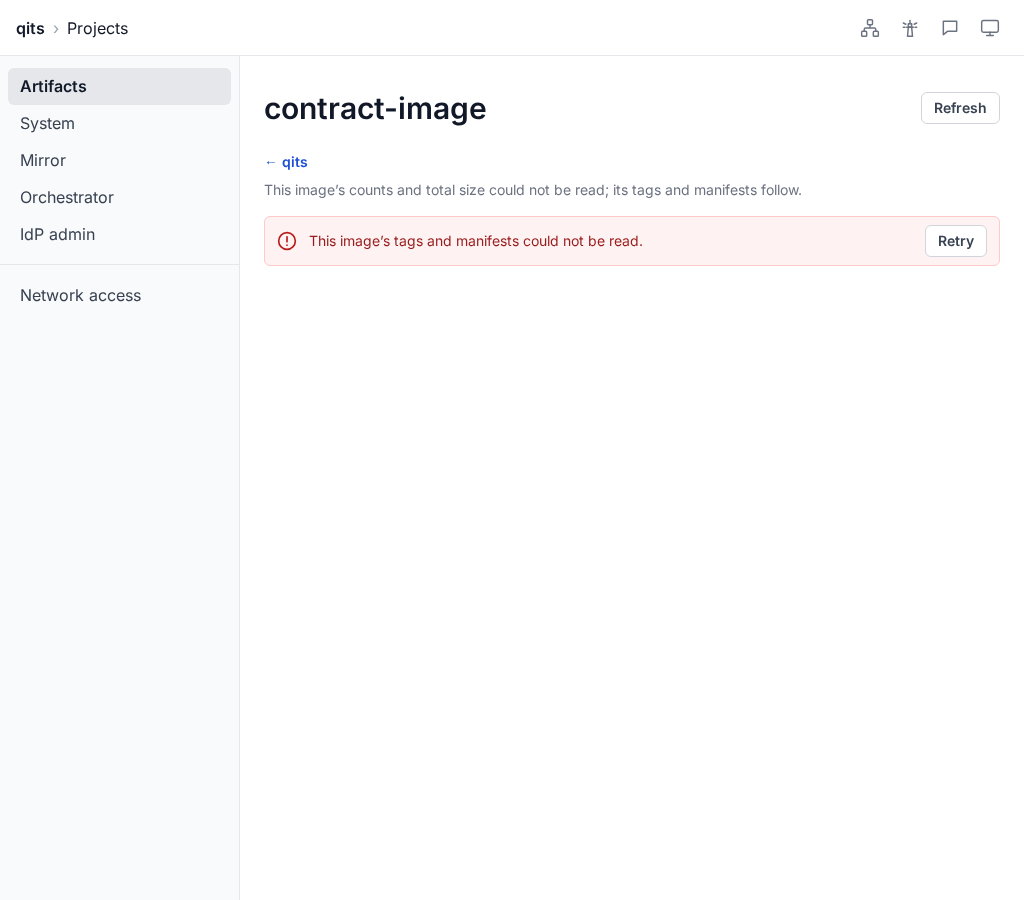 qits › Projects
Artifacts
System
Mirror
Orchestrator
IdP admin
Network access
contract-image
Refresh
← qits
This image’s counts and total size could not be read; its tags and manifests follow.
This image’s tags and manifests could not be read.
Retry